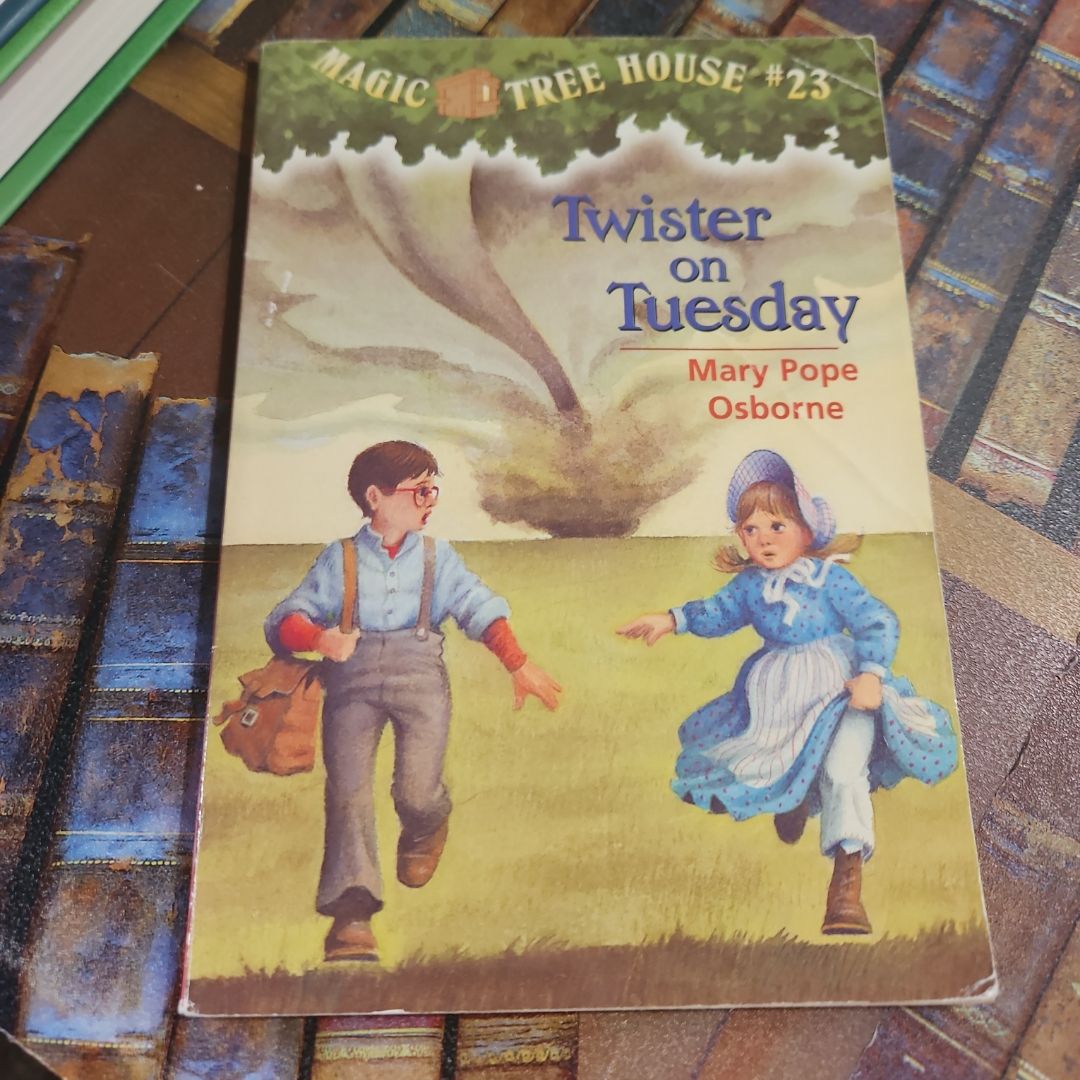 MAGIC TREE HOUSE #23
Twister
on
Tuesday
Mary Pope
Osborne